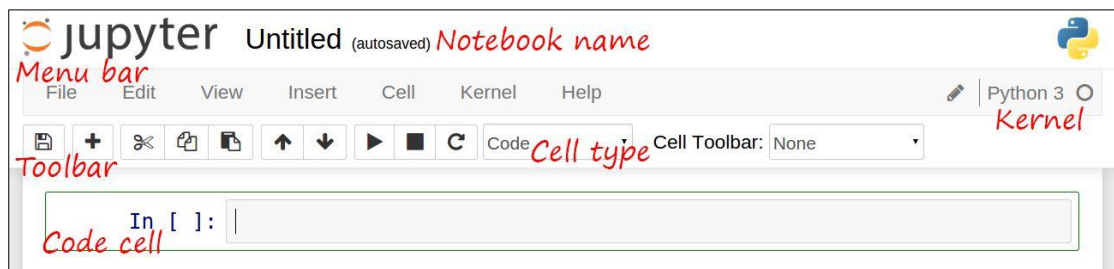 jupyter Untitled (autosaved) Notebook name
Menu bar
File Edit View Insert Cell Kernel Help Python 3
Kernel
Code Cell type Cell Toolbar: None
Toolbar
In [ ]:
Code cell